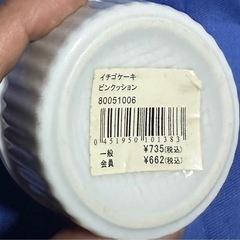 イチゴケーキ
ピンクッション
80051006
0451950101383
一般 ¥735(税込)
会員 ¥662(税込)